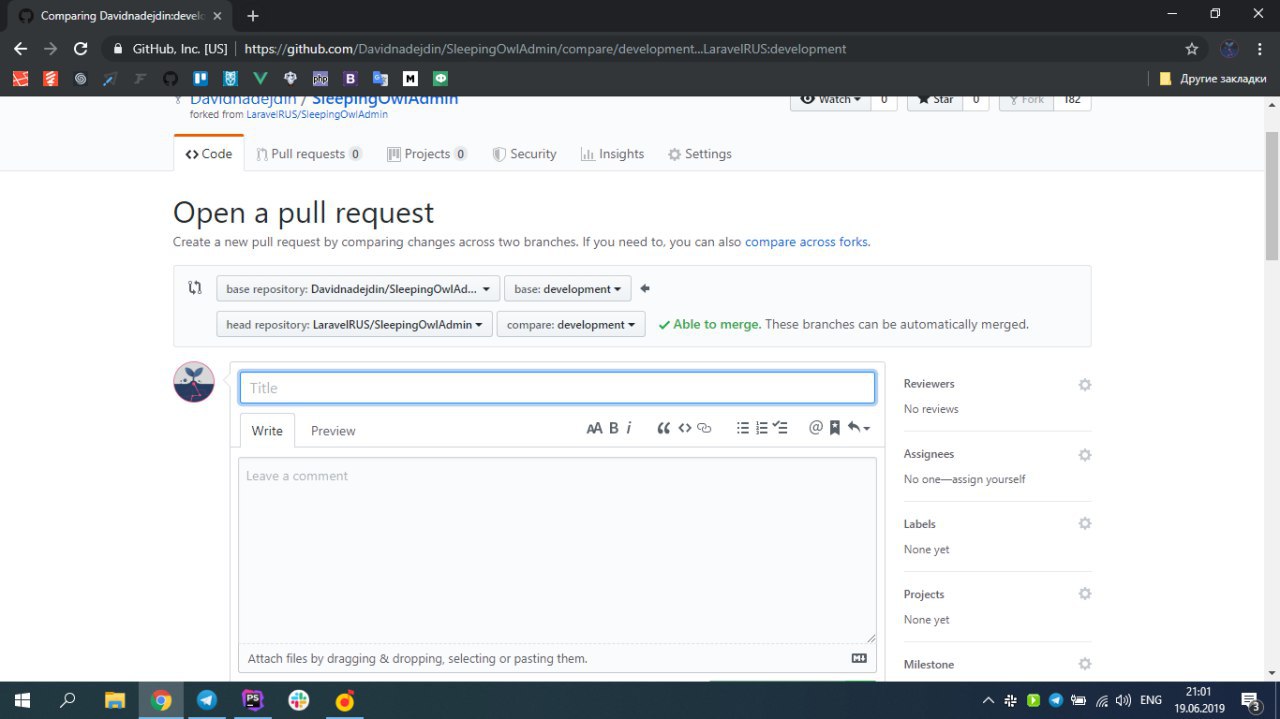 Comparing Davidnadejdin:develo
GitHub, Inc. [US] | https://github.com/Davidnadejdin/SleepingOwlAdmin/compare/development...LaravelRUS:development
php B M
Другие закладки
Davidnadejdin / SleepingOwlAdmin
Watch 0 Star 0 Fork 182
forked from LaravelRUS/SleepingOwlAdmin
Code Pull requests 0 Projects 0 Security Insights Settings
Open a pull request
Create a new pull request by comparing changes across two branches. If you need to, you can also compare across forks.
base repository: Davidnadejdin/SleepingOwlAd... base: development
head repository: LaravelRUS/SleepingOwlAdmin compare: development Able to merge. These branches can be automatically merged.
Title
Write Preview AA B i @
Leave a comment
Attach files by dragging & dropping, selecting or pasting them.
Reviewers
No reviews
Assignees
No one—assign yourself
Labels
None yet
Projects
None yet
Milestone
PS
ENG
21:01
19.06.2019
3